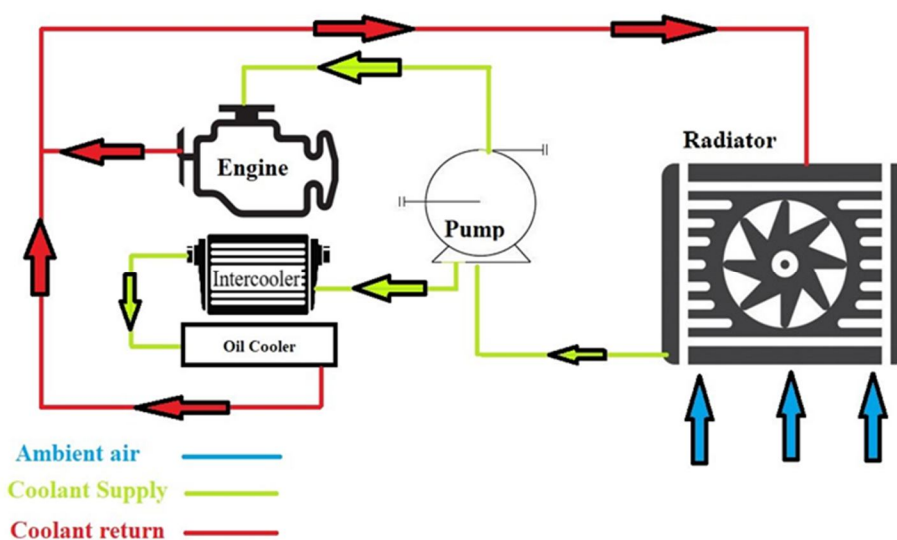 Radiator
Engine
Pump
Intercooler
Oil Cooler
Ambient air
Coolant Supply
Coolant return